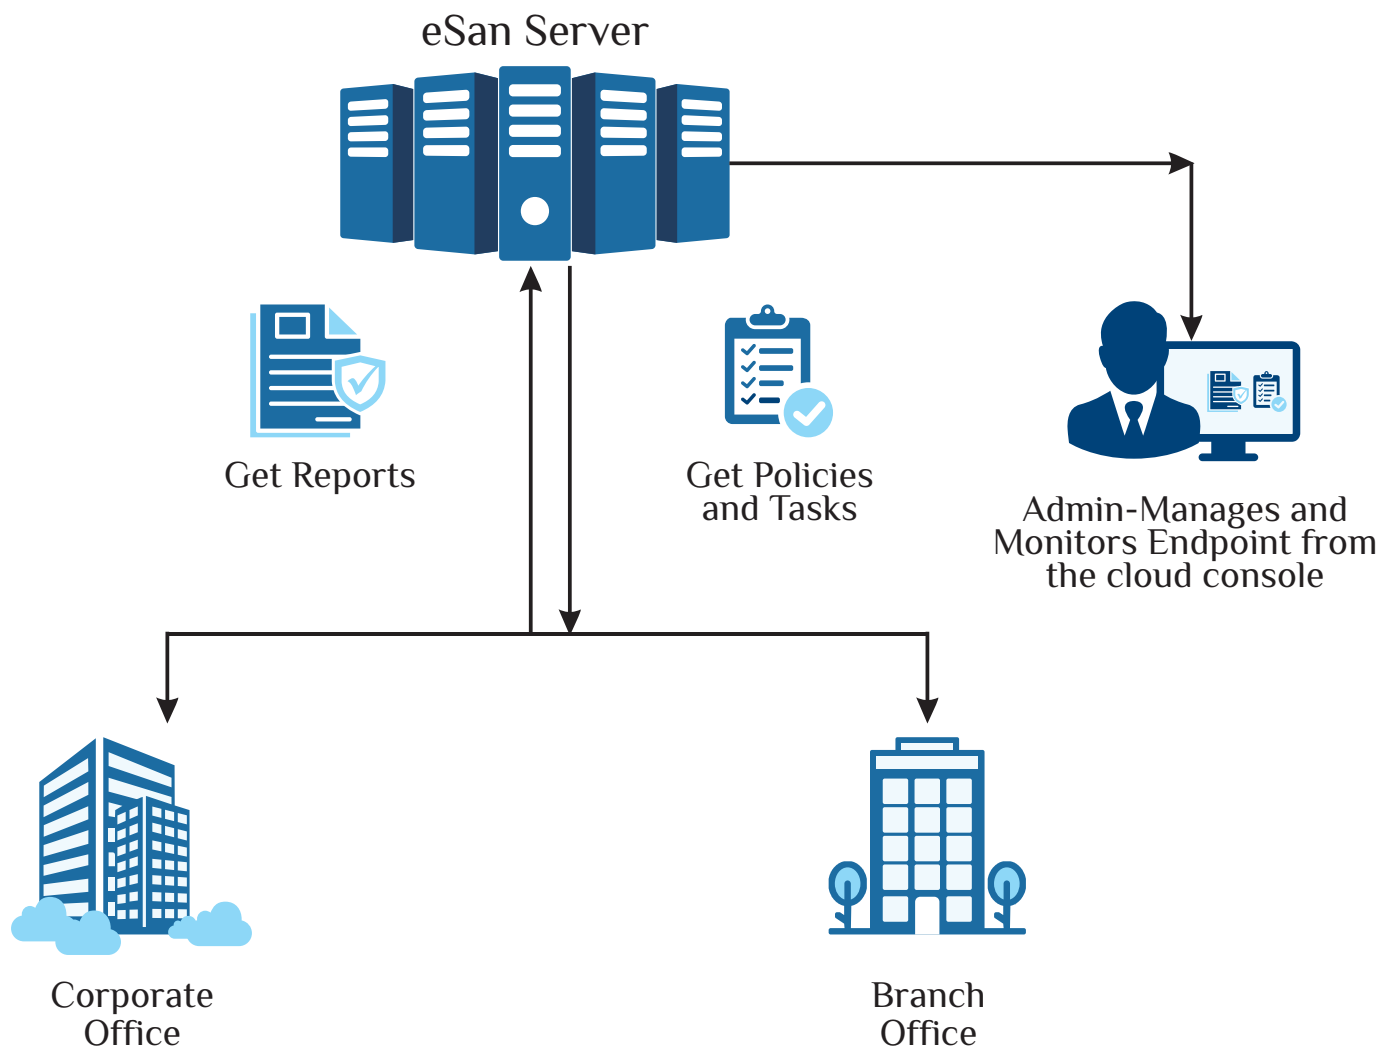 eSan Server
Get Reports
Get Policies
and Tasks
Admin-Manages and
Monitors Endpoint from
the cloud console
Corporate
Office
Branch
Office